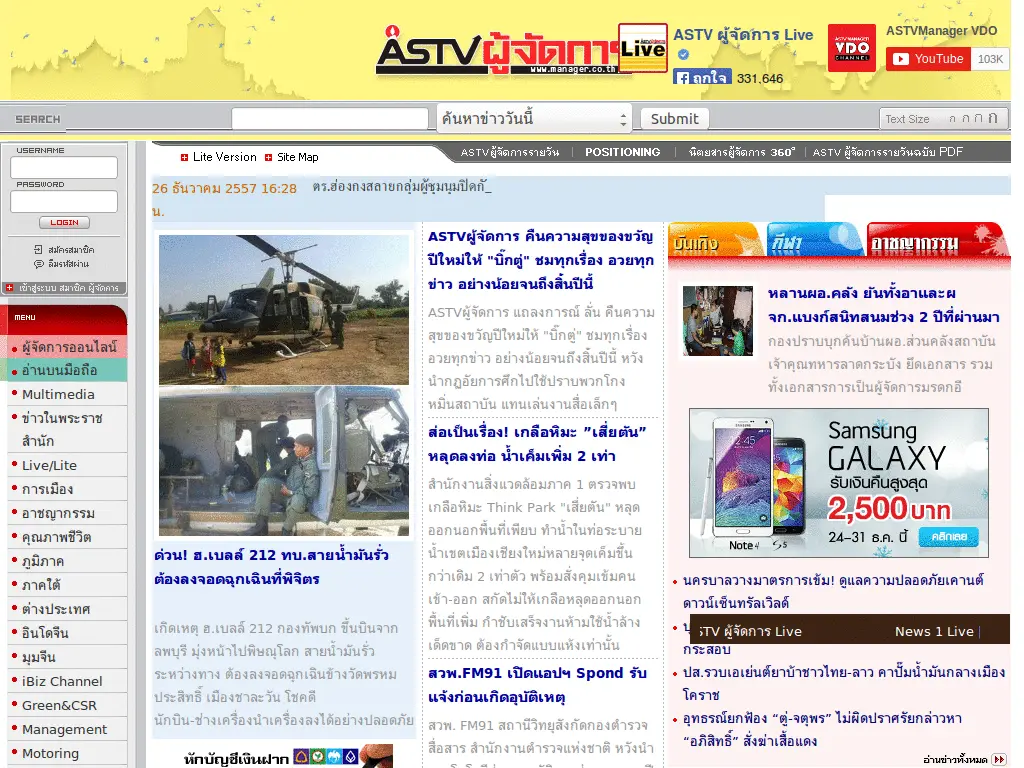 ASTVผู้จัดการ
www.manager.co.th
Live
ASTV ผู้จัดการ Live
ถูกใจ 331,646
ASTV MANAGER
VDO
CHANNEL
ASTVManager VDO
YouTube 103K
SEARCH
ค้นหาข่าววันนี้
Submit
Text Size
USERNAME
PASSWORD
LOGIN
สมัครสมาชิก
ลืมรหัสผ่าน
เข้าสู่ระบบ สมาชิก ผู้จัดการ
Lite Version
Site Map
ASTVผู้จัดการรายวัน | POSITIONING | นิตยสารผู้จัดการ 360° | ASTV ผู้จัดการรายวันฉบับ PDF
26 ธันวาคม 2557 16:28 น.
ตร.ฮ่องกงสลายกลุ่มผู้ชุมนุมปิดกั_
MENU
ผู้จัดการออนไลน์
อ่านบนมือถือ
Multimedia
ข่าวในพระราช
สำนัก
Live/Lite
การเมือง
อาชญากรรม
คุณภาพชีวิต
ภูมิภาค
ภาคใต้
ต่างประเทศ
อินโดจีน
มุมจีน
iBiz Channel
Green&CSR
Management
Motoring
ด่วน! ฮ.เบลล์ 212 ทบ.สายน้ำมันรั่ว
ต้องลงจอดฉุกเฉินที่พิจิตร
เกิดเหตุ ฮ.เบลล์ 212 กองทัพบก ขึ้นบินจาก
ลพบุรี มุ่งหน้าไปพิษณุโลก สายน้ำมันรั่ว
ระหว่างทาง ต้องลงจอดฉุกเฉินข้างวัดพรหม
ประสิทธิ์ เมืองชาละวัน โชคดี
นักบิน-ช่างเครื่องนำเครื่องลงได้อย่างปลอดภัย
หักบัญชีเงินฝาก
ASTVผู้จัดการ คืนความสุขของขวัญ
ปีใหม่ให้ "บิ๊กตู่" ชมทุกเรื่อง อวยทุก
ข่าว อย่างน้อยจนถึงสิ้นปีนี้
ASTVผู้จัดการ แถลงการณ์ ลั่น คืนความ
สุขของขวัญปีใหม่ให้ "บิ๊กตู่" ชมทุกเรื่อง
อวยทุกข่าว อย่างน้อยจนถึงสิ้นปีนี้ หวัง
นำกฎอัยการศึกไปใช้ปราบพวกโกง
หมิ่นสถาบัน แทนเล่นงานสื่อเล็กๆ
ส่อเป็นเรื่อง! เกลือหิมะ ”เสี่ยตัน”
หลุดลงท่อ น้ำเค็มเพิ่ม 2 เท่า
สำนักงานสิ่งแวดล้อมภาค 1 ตรวจพบ
เกลือหิมะ Think Park "เสี่ยตัน" หลุด
ออกนอกพื้นที่เพียบ ทำน้ำในท่อระบาย
น้ำเขตเมืองเชียงใหม่หลายจุดเค็มขึ้น
กว่าเดิม 2 เท่าตัว พร้อมสั่งคุมเข้มคน
เข้า-ออก สกัดไม่ให้เกลือหลุดออกนอก
พื้นที่เพิ่ม กำชับเสร็จงานห้ามใช้น้ำล้าง
เด็ดขาด ต้องกำจัดแบบแห้งเท่านั้น
สวพ.FM91 เปิดแอปฯ Spond รับ
แจ้งก่อนเกิดอุบัติเหตุ
สวพ. FM91 สถานีวิทยุสังกัดกองตำรวจ
สื่อสาร สำนักงานตำรวจแห่งชาติ หวังนำ
บันเทิง
กีฬา
อาชญากรรม
หลานผอ.คลัง ยันทั้งอาและผ
จก.แบงก์สนิทสนมช่วง 2 ปีที่ผ่านมา
กองปราบบุกค้นบ้านผอ.ส่วนคลังสถาบัน
เจ้าคุณทหารลาดกระบัง ยึดเอกสาร รวม
ทั้งเอกสารการเป็นผู้จัดการมรดกอี
Samsung
GALAXY
รับเงินคืนสูงสุด
2,500 บาท
24-31 ธ.ค. นี้
คลิกเลย
Note4
S5
นครบาลวางมาตรการเข้ม! ดูแลความปลอดภัยเคานต์
ดาวน์เซ็นทรัลเวิลด์
STV ผู้จัดการ Live
News 1 Live |
กระสอบ
ปส.รวบเอเย่นต์ยาบ้าชาวไทย-ลาว คาปั๊มน้ำมันกลางเมือง
โคราช
อุทธรณ์ยกฟ้อง “ตู่-จตุพร” ไม่ผิดปราศรัยกล่าวหา
“อภิสิทธิ์” สั่งฆ่าเสื้อแดง
อ่านข่าวทั้งหมด